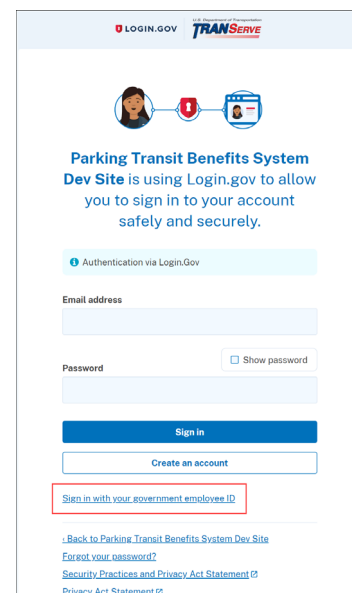 LOGIN.GOV
U.S. Department of Transportation
TRANSERVE
Parking Transit Benefits System
Dev Site is using Login.gov to allow
you to sign in to your account
safely and securely.
Authentication via Login.Gov
Email address
Show password
Password
Sign in
Create an account
Sign in with your government employee ID
‹ Back to Parking Transit Benefits System Dev Site
Forgot your password?
Security Practices and Privacy Act Statement
Privacy Act Statement